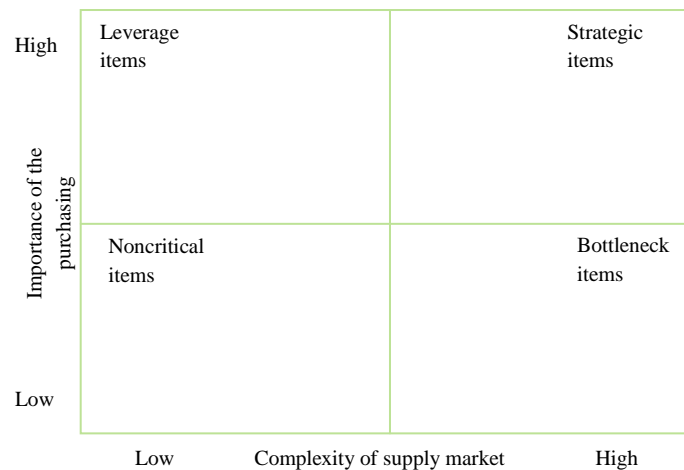 High
Leverage
items
Strategic
items
Importance of the
purchasing
Noncritical
items
Bottleneck
items
Low
Low
Complexity of supply market
High